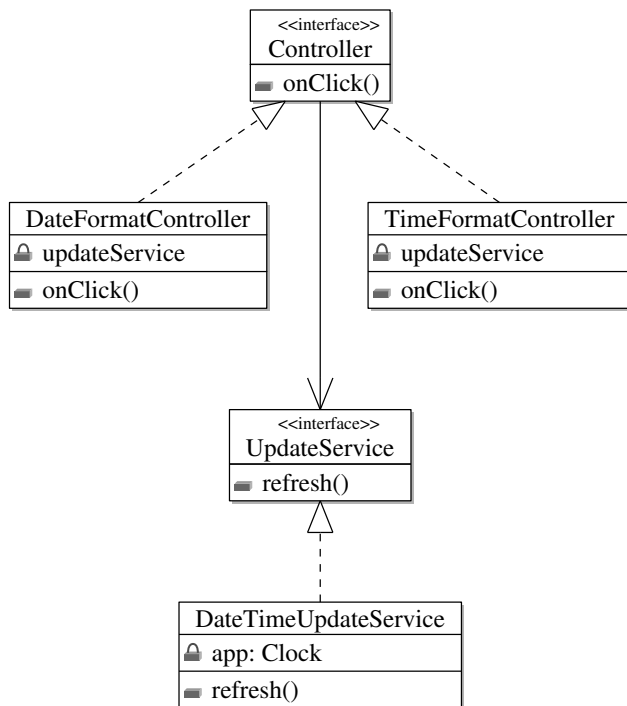 <<interface>>
Controller
onClick()
DateFormatController
updateService
onClick()
TimeFormatController
updateService
onClick()
<<interface>>
UpdateService
refresh()
DateTimeUpdateService
app: Clock
refresh()